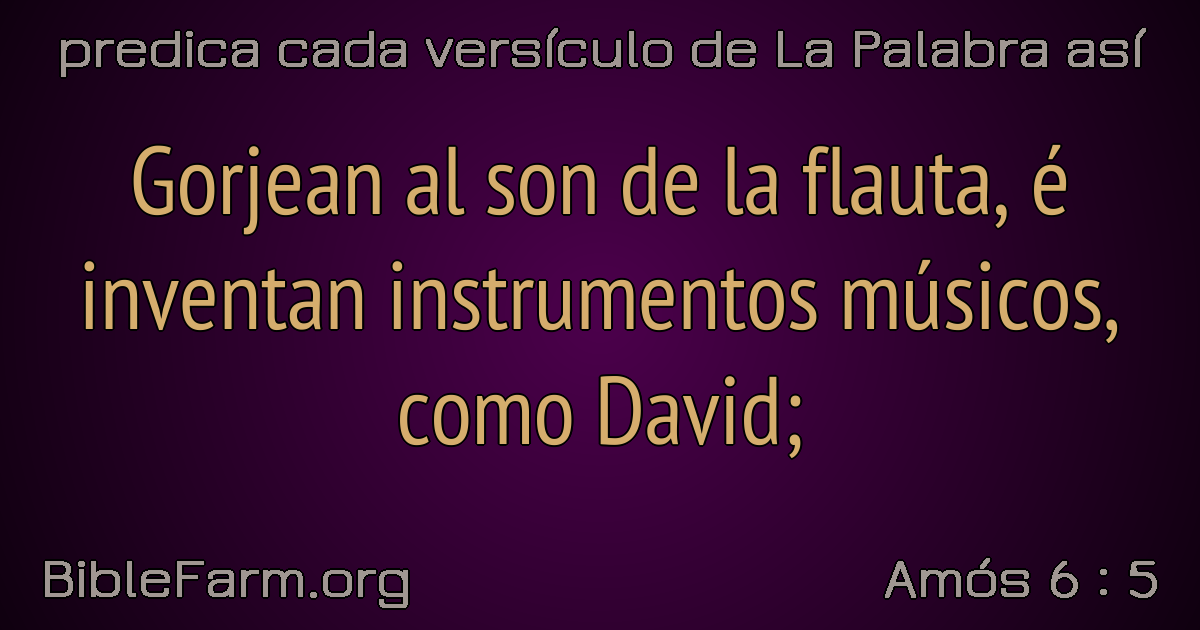 predica cada versículo de La Palabra así
Gorjean al son de la flauta, é
inventan instrumentos músicos,
como David;
BibleFarm.org
Amós 6 : 5